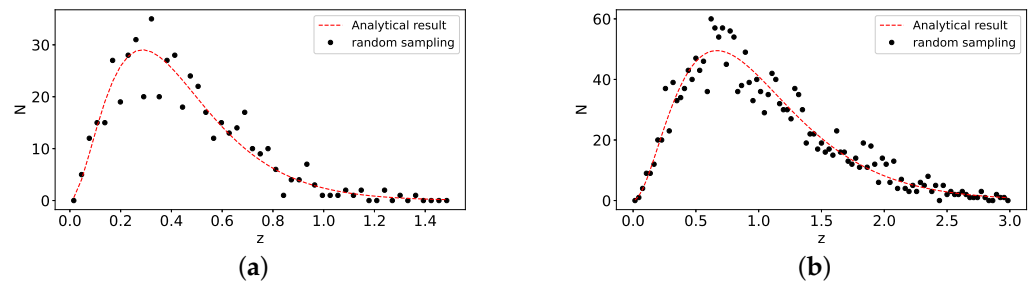 Analytical result
random sampling
30
20
10
0
N
0.0 0.2 0.4 0.6 0.8 1.0 1.2 1.4
z
(a)
Analytical result
random sampling
60
40
20
0
N
0.0 0.5 1.0 1.5 2.0 2.5 3.0
z
(b)